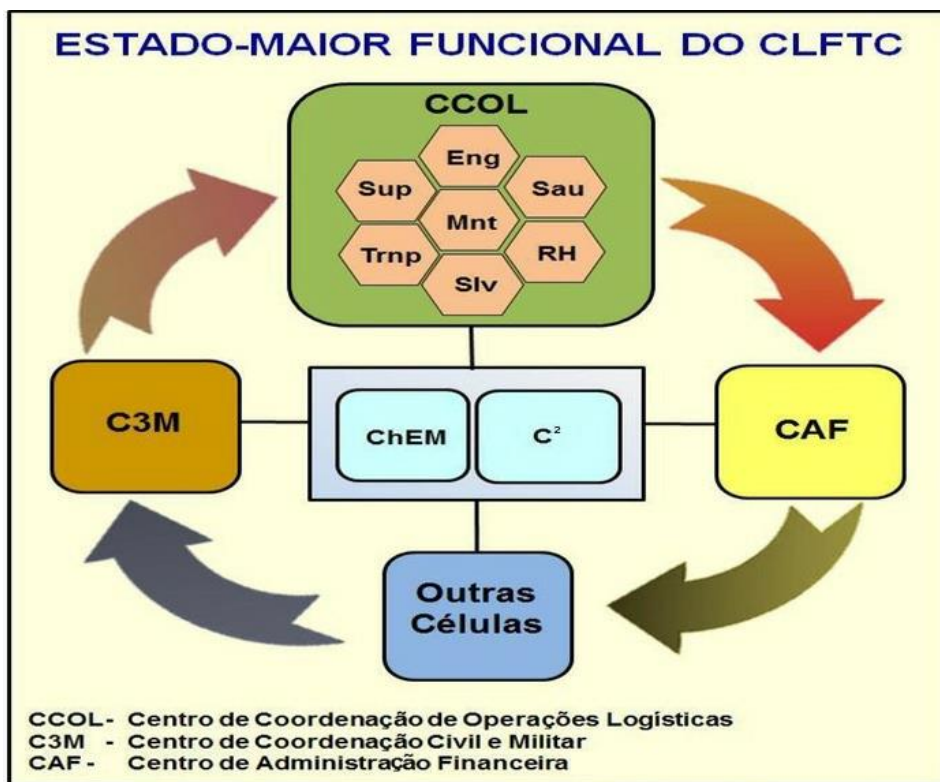 ESTADO-MAIOR FUNCIONAL DO CLFTC
CCOL
Eng
Sup
Sau
Mnt
Trnp
RH
Slv
C3M
ChEM
C²
CAF
Outras
Células
CCOL- Centro de Coordenação de Operações Logísticas
C3M - Centro de Coordenação Civil e Militar
CAF- Centro de Administração Financeira